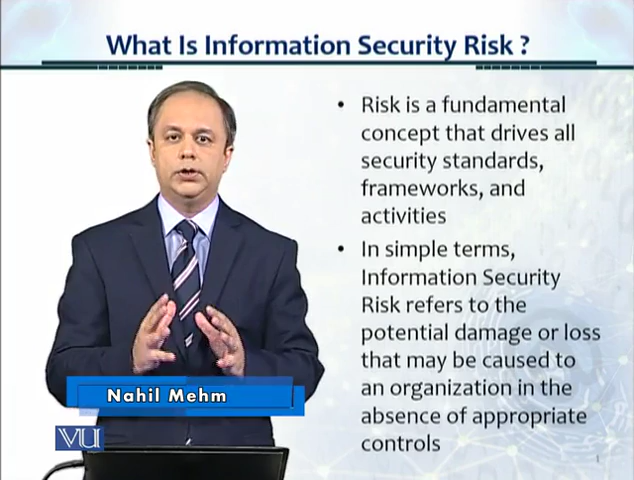 What Is Information Security Risk ?
• Risk is a fundamental
concept that drives all
security standards,
frameworks, and
activities
• In simple terms,
Information Security
Risk refers to the
potential damage or loss
that may be caused to
an organization in the
absence of appropriate
controls
Nahil Mehm
VU
1